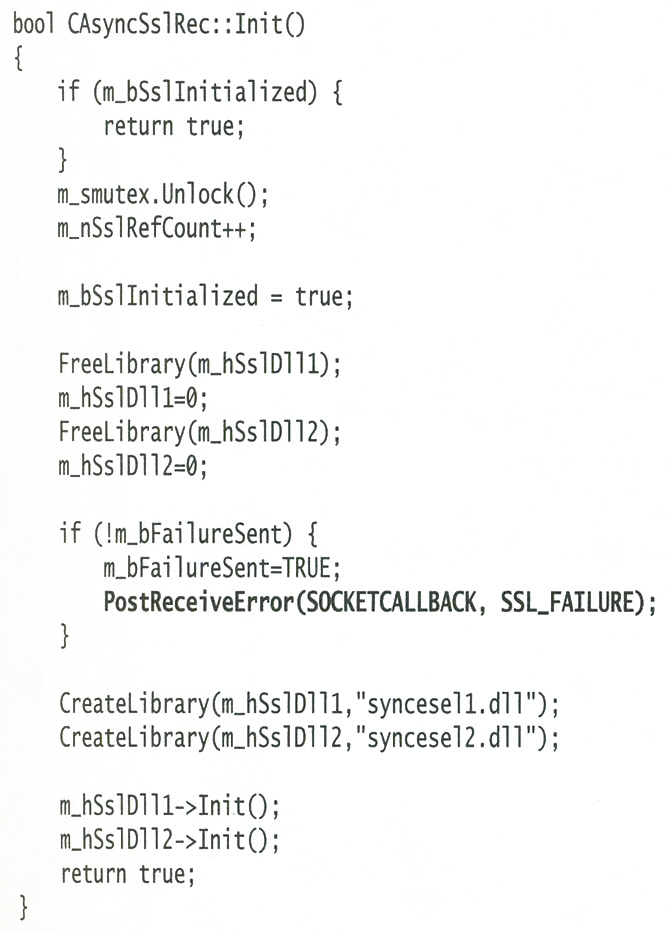 bool CAsyncSslRec::Init()
{
    if (m_bSslInitialized) {
        return true;
    }
    m_smutex.Unlock();
    m_nSslRefCount++;

    m_bSslInitialized = true;

    FreeLibrary(m_hSslDll1);
    m_hSslDll1=0;
    FreeLibrary(m_hSslDll2);
    m_hSslDll2=0;

    if (!m_bFailureSent) {
        m_bFailureSent=TRUE;
        PostReceiveError(SOCKETCALLBACK, SSL_FAILURE);
    }

    CreateLibrary(m_hSslDll1,"syncesel1.dll");
    CreateLibrary(m_hSslDll2,"syncesel2.dll");

    m_hSslDll1->Init();
    m_hSslDll2->Init();
    return true;
}